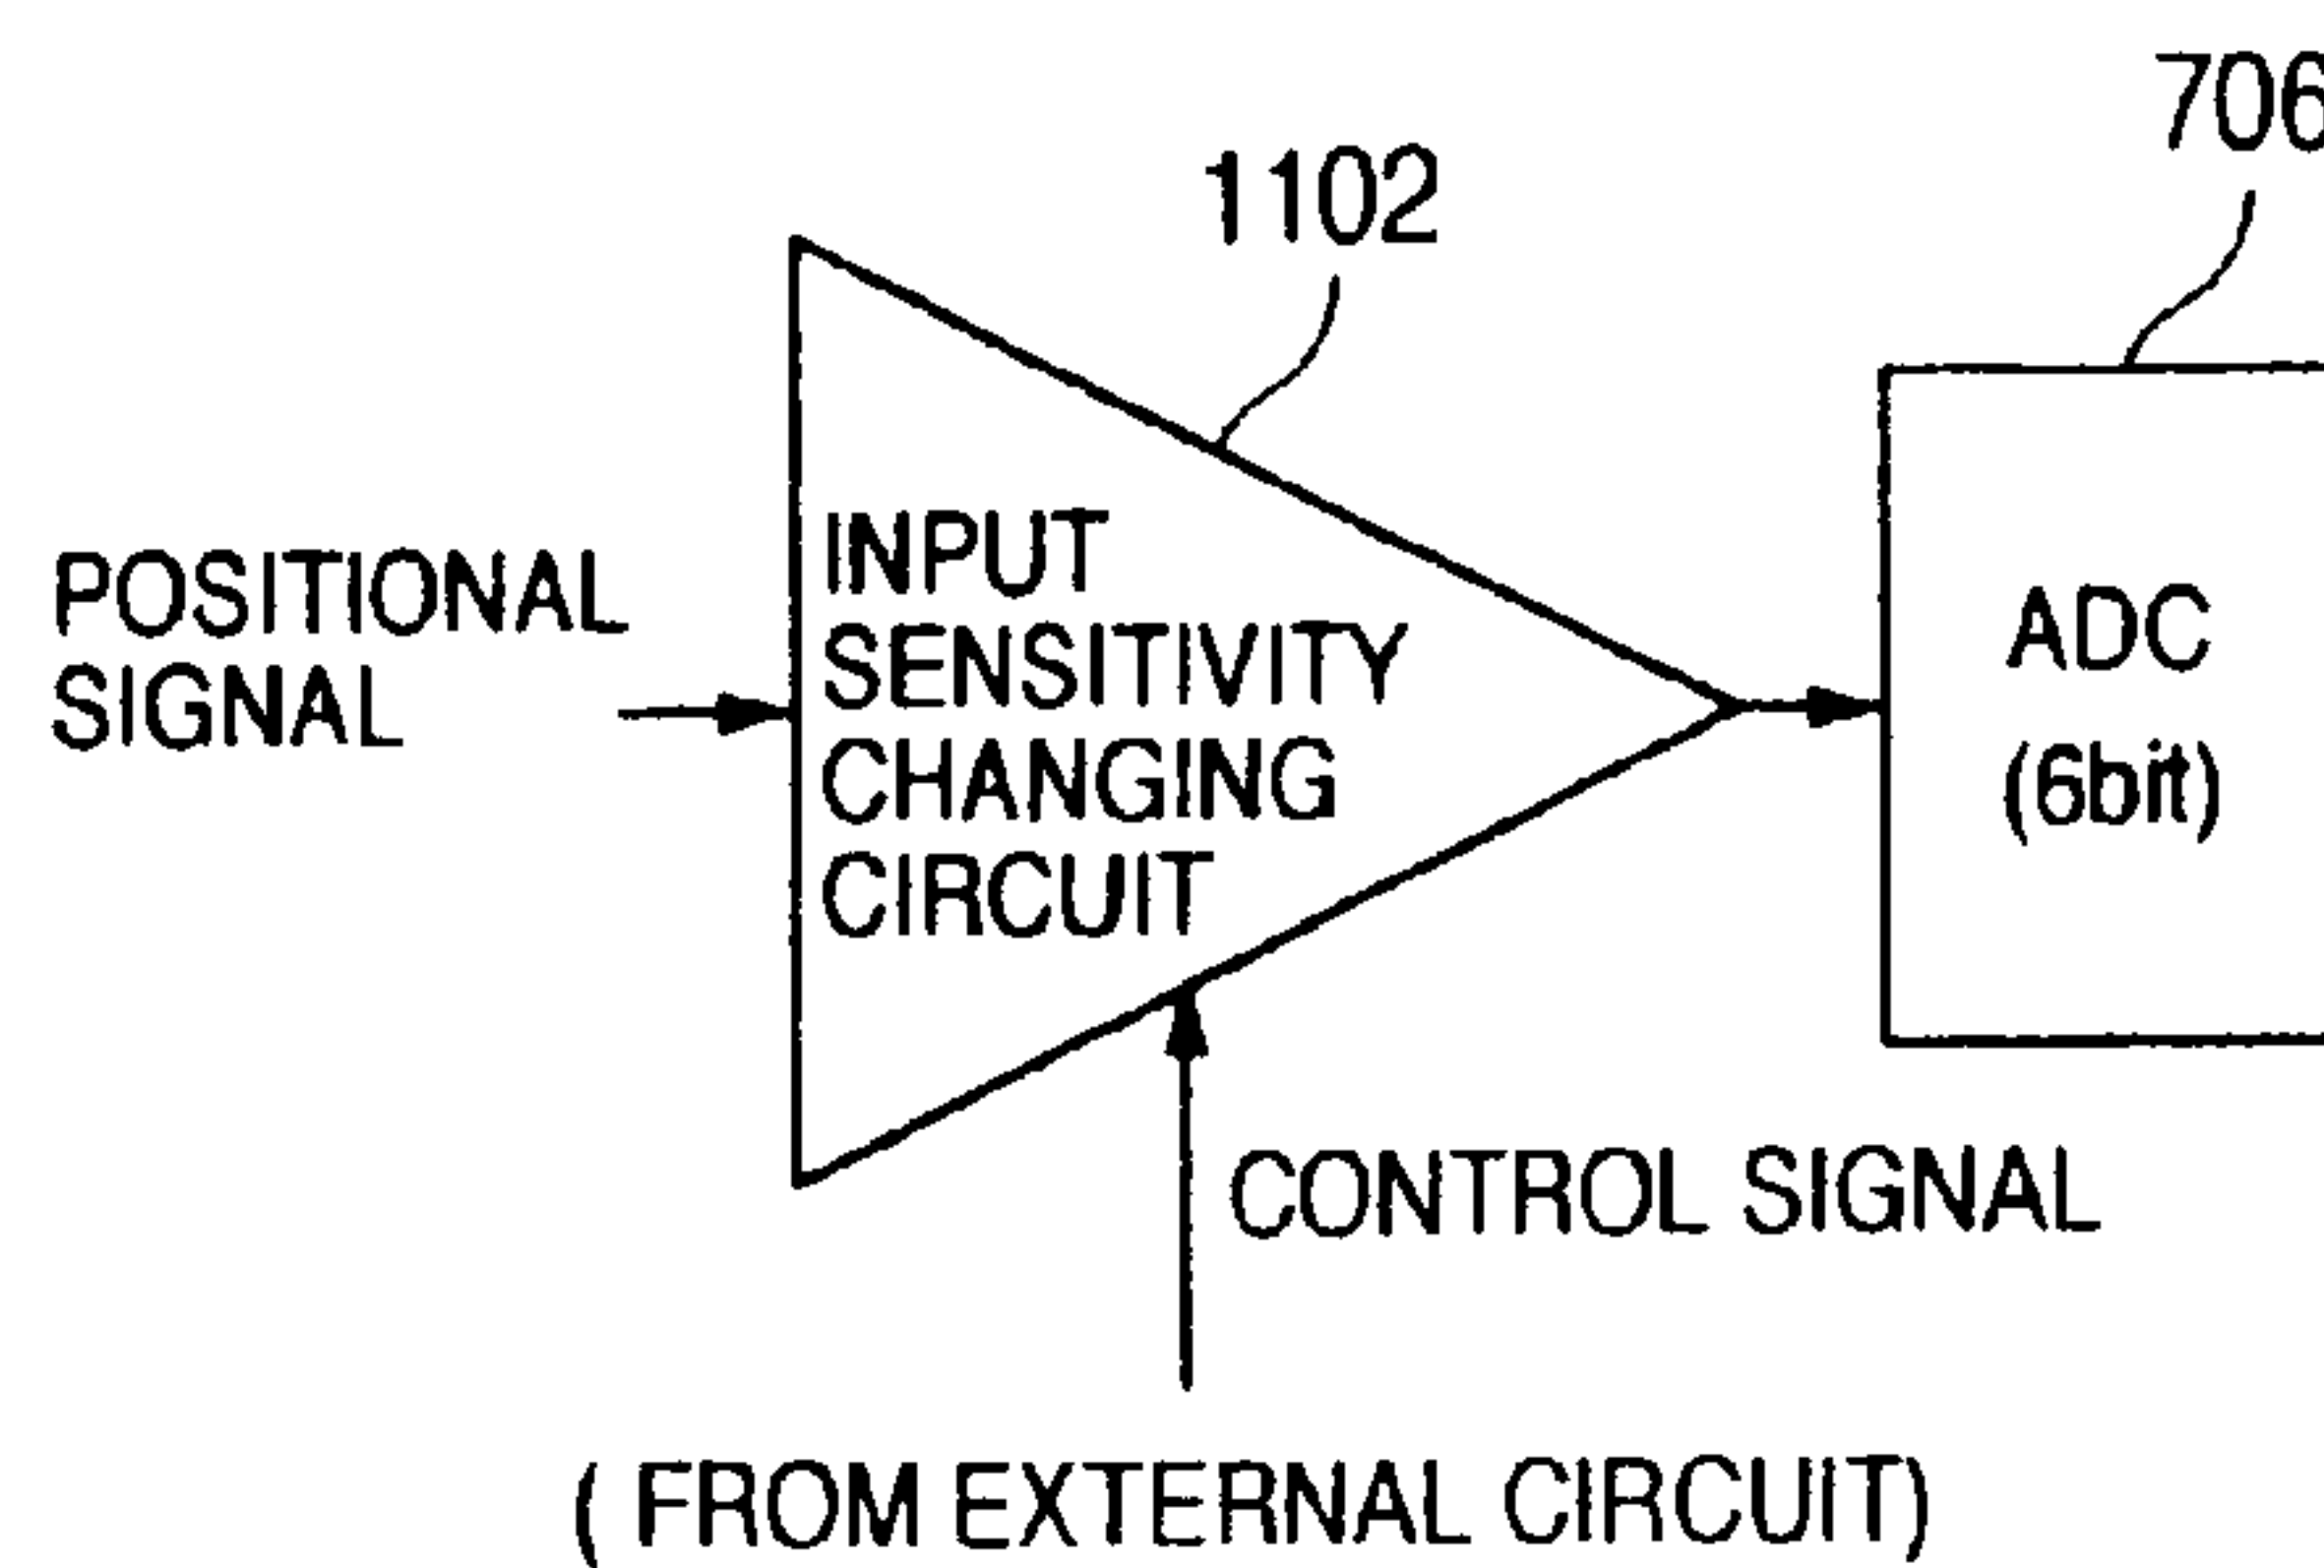 706
1102
POSITIONAL
SIGNAL
INPUT
SENSITIVITY
CHANGING
CIRCUIT
ADC
(6bit)
CONTROL SIGNAL
( FROM EXTERNAL CIRCUIT)